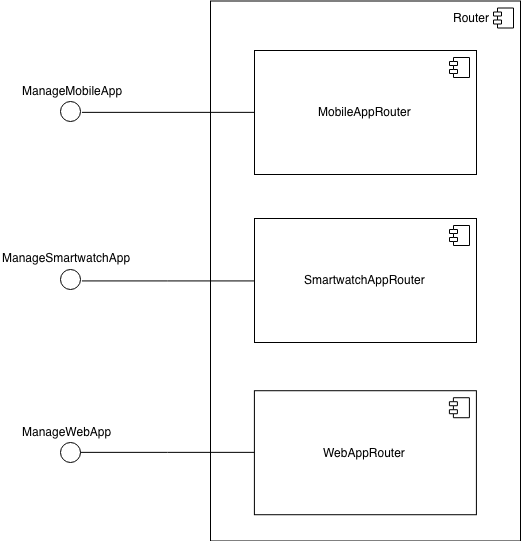 Router
ManageMobileApp
MobileAppRouter
ManageSmartwatchApp
SmartwatchAppRouter
ManageWebApp
WebAppRouter